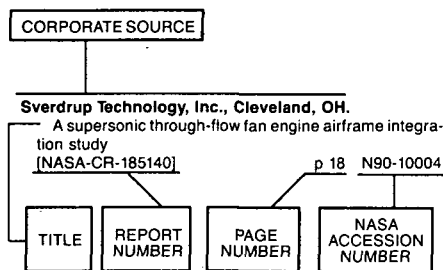 CORPORATE SOURCE
Sverdrup Technology, Inc., Cleveland, OH.
A supersonic through-flow fan engine airframe integra-
tion study
[NASA-CR-185140] p 18 N90-10004
TITLE
REPORT
NUMBER
PAGE
NUMBER
NASA
ACCESSION
NUMBER